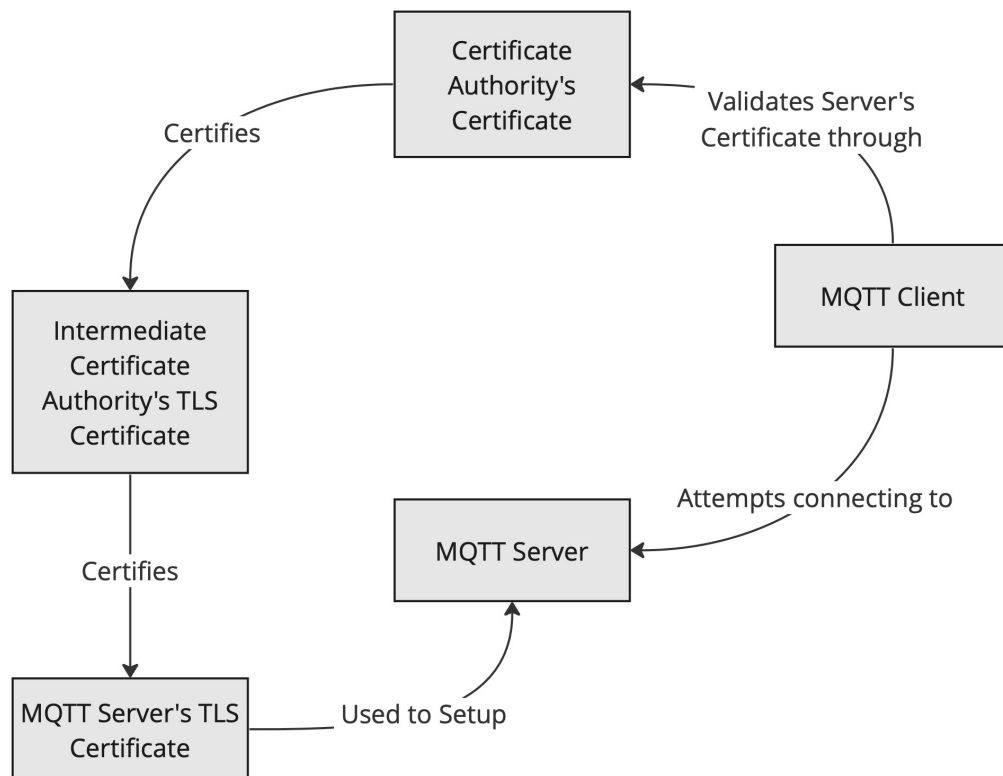 Certificate
Authority's
Certificate
Validates Server's
Certificate through
Certifies
MQTT Client
Intermediate
Certificate
Authority's TLS
Certificate
Attempts connecting to
MQTT Server
Certifies
MQTT Server's TLS
Certificate
Used to Setup